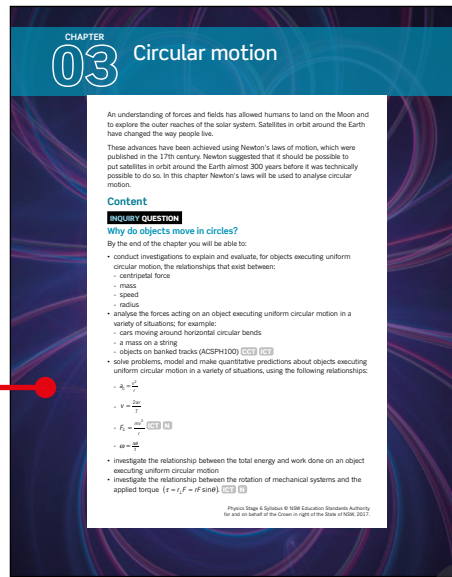 CHAPTER
03
Circular motion
An understanding of forces and fields has allowed humans to land on the Moon and
to explore the outer reaches of the solar system. Satellites in orbit around the Earth
have changed the way people live.
These advances have been achieved using Newton's laws of motion, which were
published in the 17th century. Newton suggested that it should be possible to
put satellites in orbit around the Earth almost 300 years before it was technically
possible to do so. In this chapter Newton's laws will be used to analyse circular
motion.
Content
INQUIRY QUESTION
Why do objects move in circles?
By the end of the chapter you will be able to:
• conduct investigations to explain and evaluate, for objects executing uniform
circular motion, the relationships that exist between:
- centripetal force
- mass
- speed
- radius
• analyse the forces acting on an object executing uniform circular motion in a
variety of situations; for example:
- cars moving around horizontal circular bends
- a mass on a string
- objects on banked tracks (ACSPH100) CCT ICT
• solve problems, model and make quantitative predictions about objects executing
uniform circular motion in a variety of situations, using the following relationships:
- a_c = v²/r
- v = 2πr/T
- F_c = mv²/r ICT N
- ω = Δθ/t
• investigate the relationship between the total energy and work done on an object
executing uniform circular motion
• investigate the relationship between the rotation of mechanical systems and the
applied torque (τ = r⊥F = rF sinθ). ICT N
Physics Stage 6 Syllabus © NSW Education Standards Authority
for and on behalf of the Crown in right of the State of NSW, 2017.